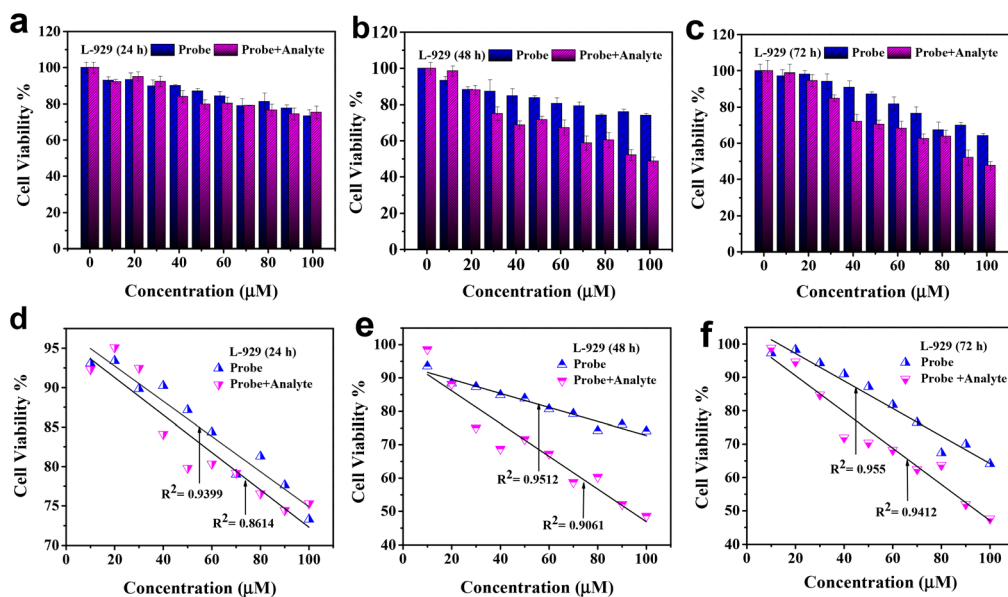 a
L-929 (24 h) Probe Probe+Analyte
120
100
80
60
40
20
0
Cell Viability %
0 20 40 60 80 100
Concentration (μM)
b
L-929 (48 h) Probe Probe+Analyte
120
100
80
60
40
20
0
Cell Viability %
0 20 40 60 80 100
Concentration (μM)
c
L-929 (72 h) Probe Probe+Analyte
120
100
80
60
40
20
0
Cell Viability %
0 20 40 60 80 100
Concentration (μM)
d
L-929 (24 h)
Probe
Probe+Analyte
95
90
85
80
75
70
Cell Viability %
R²= 0.9399
R²= 0.8614
0 20 40 60 80 100
Concentration (μM)
e
L-929 (48 h)
Probe
Probe+Analyte
100
90
80
70
60
50
40
Cell Viability %
R²= 0.9512
R²= 0.9061
0 20 40 60 80 100
Concentration (μM)
f
L-929 (72 h)
Probe
Probe +Analyte
100
90
80
70
60
50
40
Cell Viability %
R²= 0.955
R²= 0.9412
0 20 40 60 80 100
Concentration (μM)